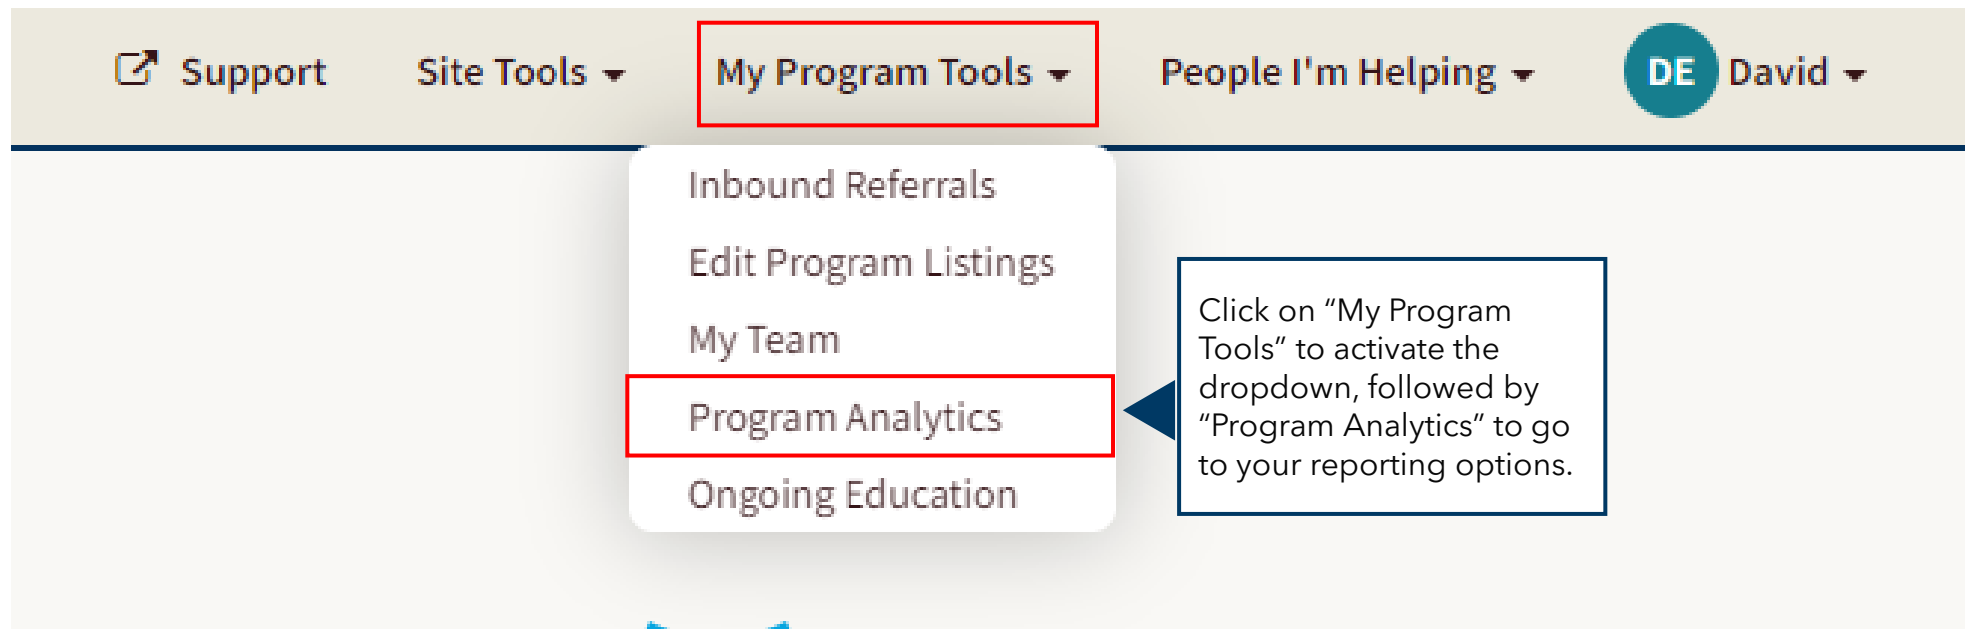 Support Site Tools My Program Tools People I'm Helping DE David
Inbound Referrals
Edit Program Listings
My Team
Program Analytics
Ongoing Education
Click on “My Program
Tools” to activate the
dropdown, followed by
“Program Analytics” to go
to your reporting options.